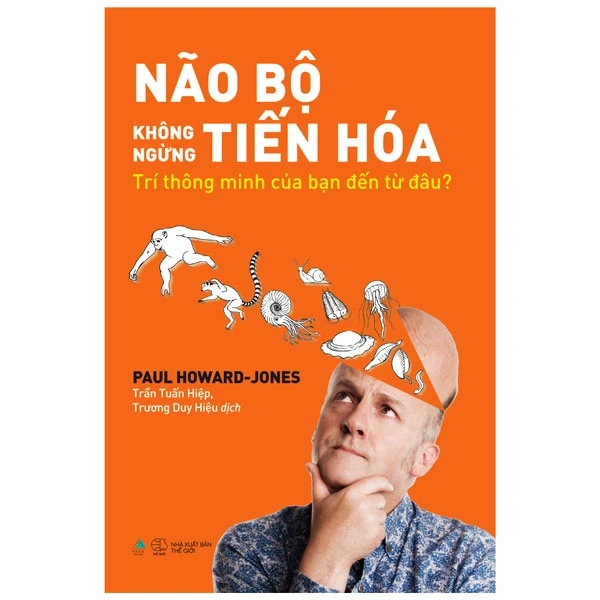 NÃO BỘ
KHÔNG
NGỪNG
TIẾN HÓA
Trí thông minh của bạn đến từ đâu?
PAUL HOWARD-JONES
Trần Tuấn Hiệp,
Trương Duy Hiệu dịch
NHÀ XUẤT BẢN
THẾ GIỚI